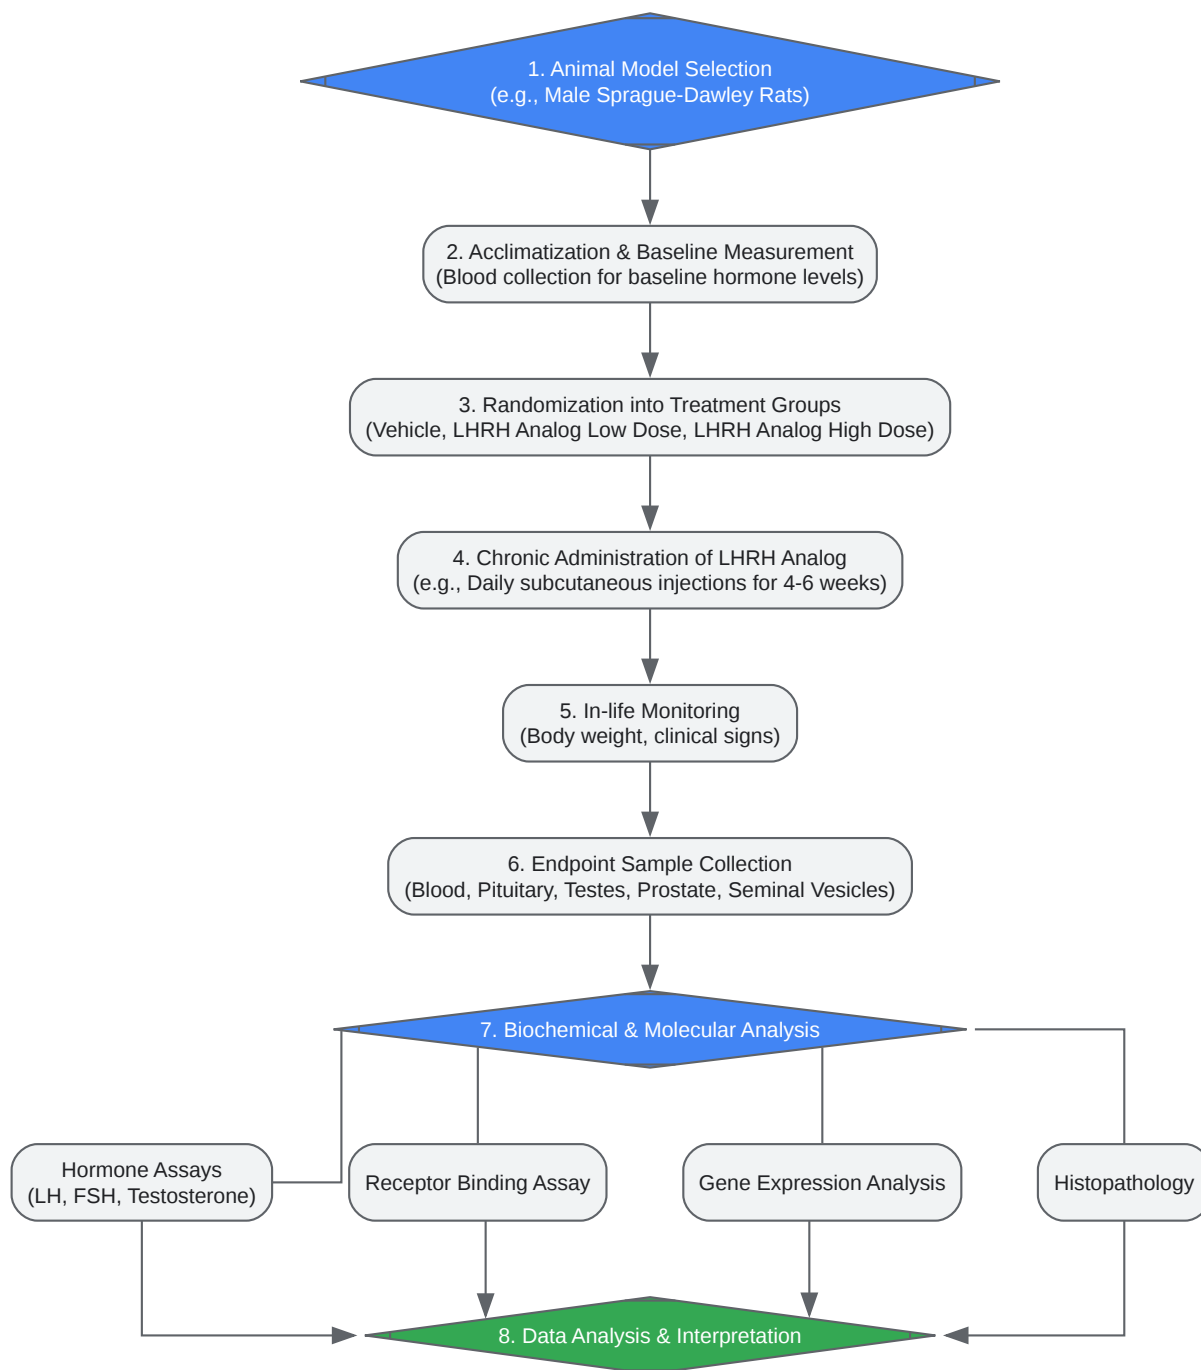 1. Animal Model Selection
(e.g., Male Sprague-Dawley Rats)
2. Acclimatization & Baseline Measurement
(Blood collection for baseline hormone levels)
3. Randomization into Treatment Groups
(Vehicle, LHRH Analog Low Dose, LHRH Analog High Dose)
4. Chronic Administration of LHRH Analog
(e.g., Daily subcutaneous injections for 4-6 weeks)
5. In-life Monitoring
(Body weight, clinical signs)
6. Endpoint Sample Collection
(Blood, Pituitary, Testes, Prostate, Seminal Vesicles)
7. Biochemical & Molecular Analysis
Hormone Assays
(LH, FSH, Testosterone)
Receptor Binding Assay
Gene Expression Analysis
Histopathology
8. Data Analysis & Interpretation